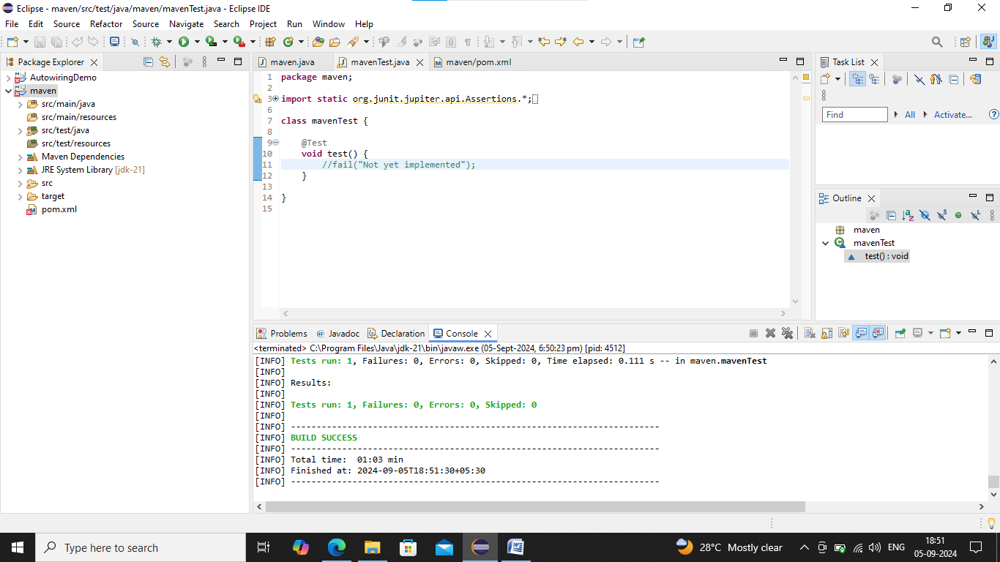 Eclipse - maven/src/test/java/maven/mavenTest.java - Eclipse IDE
File Edit Source Refactor Source Navigate Search Project Run Window Help
Package Explorer
AutowiringDemo
maven
src/main/java
src/main/resources
src/test/java
src/test/resources
Maven Dependencies
JRE System Library [jdk-21]
src
target
pom.xml
maven.java mavenTest.java maven/pom.xml
1 package maven;
2
3 import static org.junit.jupiter.api.Assertions.*;
6
7 class mavenTest {
8
9 @Test
10 void test() {
11 //fail("Not yet implemented");
12 }
13
14 }
15
Task List
Find All Activate...
Outline
maven
mavenTest
test() : void
Problems Javadoc Declaration Console
<terminated> C:\Program Files\Java\jdk-21\bin\javaw.exe (05-Sept-2024, 6:50:23 pm) [pid: 4512]
[INFO] Tests run: 1, Failures: 0, Errors: 0, Skipped: 0, Time elapsed: 0.111 s -- in maven.mavenTest
[INFO]
[INFO] Results:
[INFO]
[INFO] Tests run: 1, Failures: 0, Errors: 0, Skipped: 0
[INFO]
[INFO] ------------------------------------------------------------------------
[INFO] BUILD SUCCESS
[INFO] ------------------------------------------------------------------------
[INFO] Total time:  01:03 min
[INFO] Finished at: 2024-09-05T18:51:30+05:30
[INFO] ------------------------------------------------------------------------
Type here to search
28°C Mostly clear
ENG
18:51
05-09-2024